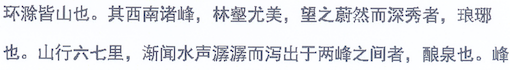 环滁皆山也。其西南诸峰，林壑尤美，望之蔚然而深秀者，琅琊
也。山行六七里，渐闻水声潺潺而泻出于两峰之间者，酿泉也。峰